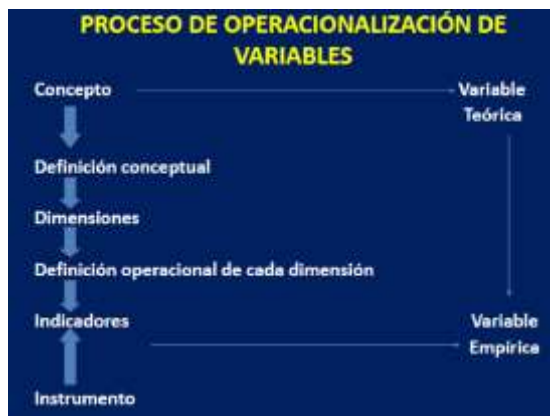 PROCESO DE OPERACIONALIZACIÓN DE
VARIABLES
Concepto
Variable
Teórica
Definición conceptual
Dimensiones
Definición operacional de cada dimensión
Indicadores
Variable
Empírica
Instrumento